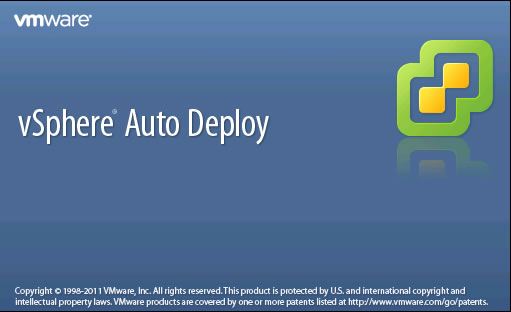 vmware®
vSphere® Auto Deploy
Copyright © 1998-2011 VMware, Inc. All rights reserved. This product is protected by U.S. and international copyright and
intellectual property laws. VMware products are covered by one or more patents listed at http://www.vmware.com/go/patents.